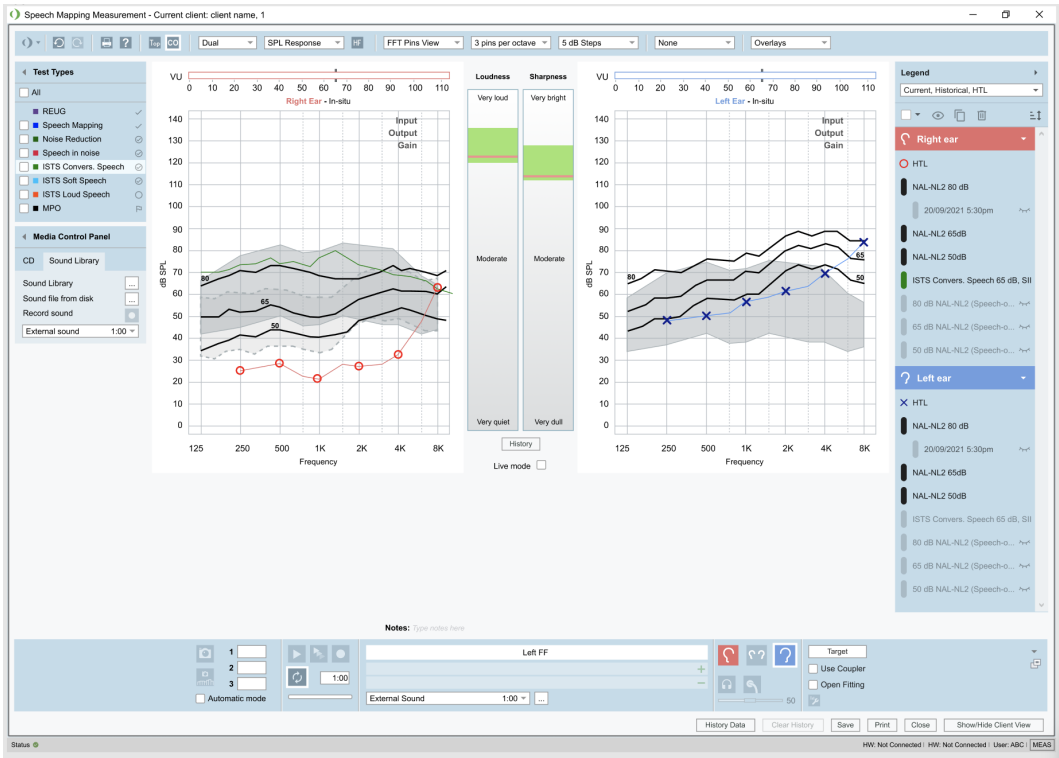 Speech Mapping Measurement - Current client: client name, 1
Top CO Dual SPL Response HF FFT Pins View 3 pins per octave 5 dB Steps None Overlays
Test Types
All
REUG
Speech Mapping
Noise Reduction
Speech in noise
ISTS Convers. Speech
ISTS Soft Speech
ISTS Loud Speech
MPO
Media Control Panel
CD Sound Library
Sound Library ...
Sound file from disk ...
Record sound
External sound 1:00
VU
0 10 20 30 40 50 60 70 80 90 100 110
Right Ear - In-situ
Input
Output
Gain
140
130
120
110
100
90
80
70
60
50
40
30
20
10
0
dB SPL
80
65
50
125 250 500 1K 2K 4K 8K
Frequency
Loudness Sharpness
Very loud Very bright
Moderate Moderate
Very quiet Very dull
History
Live mode
VU
0 10 20 30 40 50 60 70 80 90 100 110
Left Ear - In-situ
Input
Output
Gain
140
130
120
110
100
90
80
70
60
50
40
30
20
10
0
dB SPL
80
65
50
125 250 500 1K 2K 4K 8K
Frequency
Legend
Current, Historical, HTL
Right ear
HTL
NAL-NL2 80 dB
20/09/2021 5:30pm
NAL-NL2 65dB
NAL-NL2 50dB
ISTS Convers. Speech 65 dB, SII
80 dB NAL-NL2 (Speech-o...
65 dB NAL-NL2 (Speech-o...
50 dB NAL-NL2 (Speech-o...
Left ear
HTL
NAL-NL2 80 dB
20/09/2021 5:30pm
NAL-NL2 65dB
NAL-NL2 50dB
ISTS Convers. Speech 65 dB, SII
80 dB NAL-NL2 (Speech-o...
65 dB NAL-NL2 (Speech-o...
50 dB NAL-NL2 (Speech-o...
Notes: Type notes here
1
2
3
Automatic mode
1:00
Left FF
External Sound 1:00 ...
50
Target
Use Coupler
Open Fitting
History Data Clear History Save Print Close Show/Hide Client View
Status
HW: Not Connected | HW: Not Connected | User: ABC | MEAS